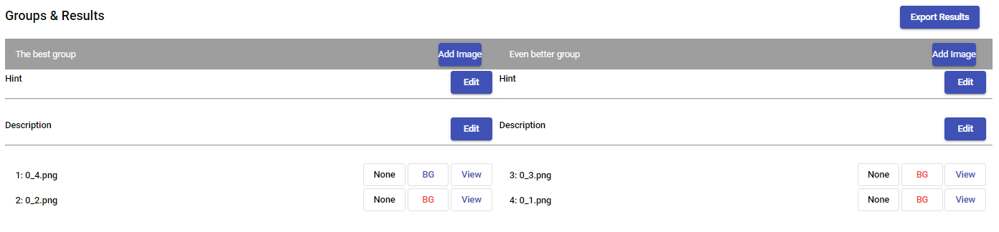 Groups & Results Export Results
The best group Add Image Even better group Add Image
Hint Edit Hint Edit
Description Edit Description Edit
1: 0_4.png None BG View 3: 0_3.png None BG View
2: 0_2.png None BG View 4: 0_1.png None BG View